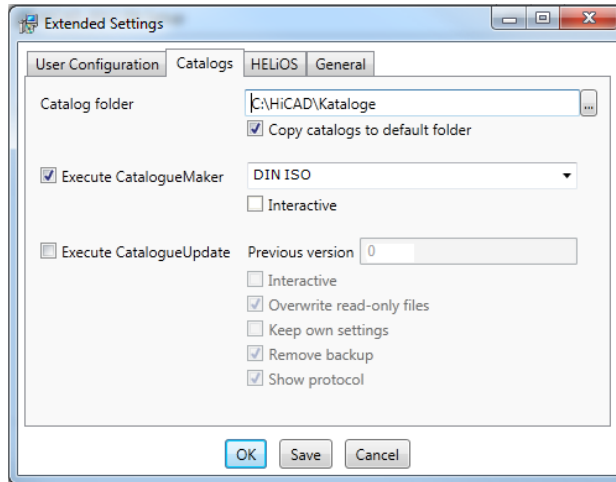 Extended Settings
User Configuration Catalogs HELiOS General
Catalog folder C:\HiCAD\Kataloge ...
Copy catalogs to default folder
Execute CatalogueMaker DIN ISO
Interactive
Execute CatalogueUpdate Previous version 0
Interactive
Overwrite read-only files
Keep own settings
Remove backup
Show protocol
OK Save Cancel